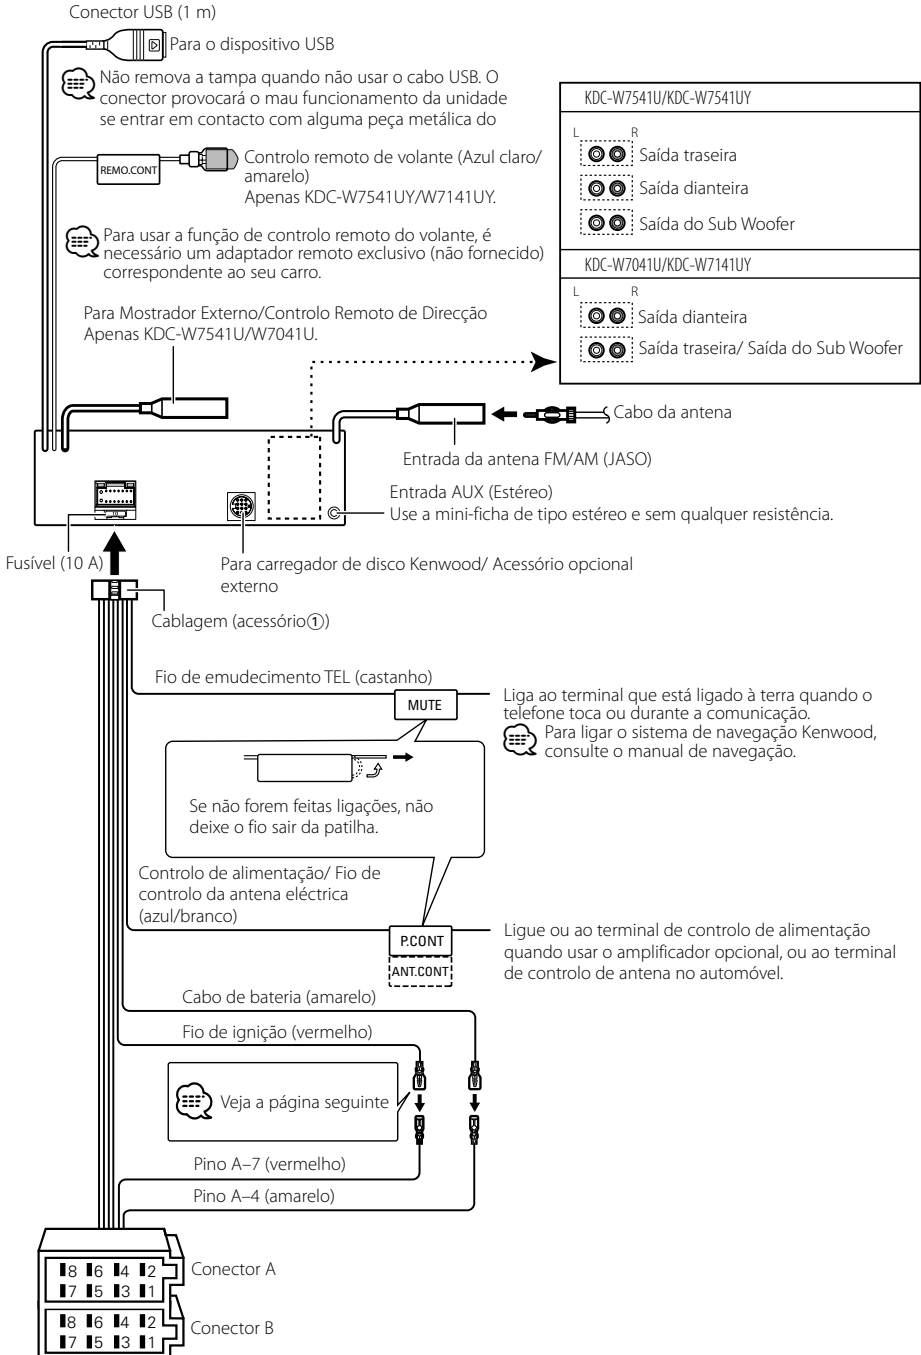 Conector USB (1 m)
Para o dispositivo USB
Não remova a tampa quando não usar o cabo USB. O
conector provocará o mau funcionamento da unidade
se entrar em contacto com alguma peça metálica do
REMO.CONT
Controlo remoto de volante (Azul claro/
amarelo)
Apenas KDC-W7541UY/W7141UY.
Para usar a função de controlo remoto do volante, é
necessário um adaptador remoto exclusivo (não fornecido)
correspondente ao seu carro.
Para Mostrador Externo/Controlo Remoto de Direcção
Apenas KDC-W7541U/W7041U.
KDC-W7541U/KDC-W7541UY
L R
Saída traseira
Saída dianteira
Saída do Sub Woofer
KDC-W7041U/KDC-W7141UY
L R
Saída dianteira
Saída traseira/ Saída do Sub Woofer
Cabo da antena
Entrada da antena FM/AM (JASO)
Entrada AUX (Estéreo)
Use a mini-ficha de tipo estéreo e sem qualquer resistência.
Fusível (10 A)
Para carregador de disco Kenwood/ Acessório opcional
externo
Cablagem (acessório①)
Fio de emudecimento TEL (castanho)
MUTE
Liga ao terminal que está ligado à terra quando o
telefone toca ou durante a comunicação.
Para ligar o sistema de navegação Kenwood,
consulte o manual de navegação.
Se não forem feitas ligações, não
deixe o fio sair da patilha.
Controlo de alimentação/ Fio de
controlo da antena eléctrica
(azul/branco)
P.CONT
ANT.CONT
Ligue ou ao terminal de controlo de alimentação
quando usar o amplificador opcional, ou ao terminal
de controlo de antena no automóvel.
Cabo de bateria (amarelo)
Fio de ignição (vermelho)
Veja a página seguinte
Pino A–7 (vermelho)
Pino A–4 (amarelo)
8 6 4 2
7 5 3 1
Conector A
8 6 4 2
7 5 3 1
Conector B